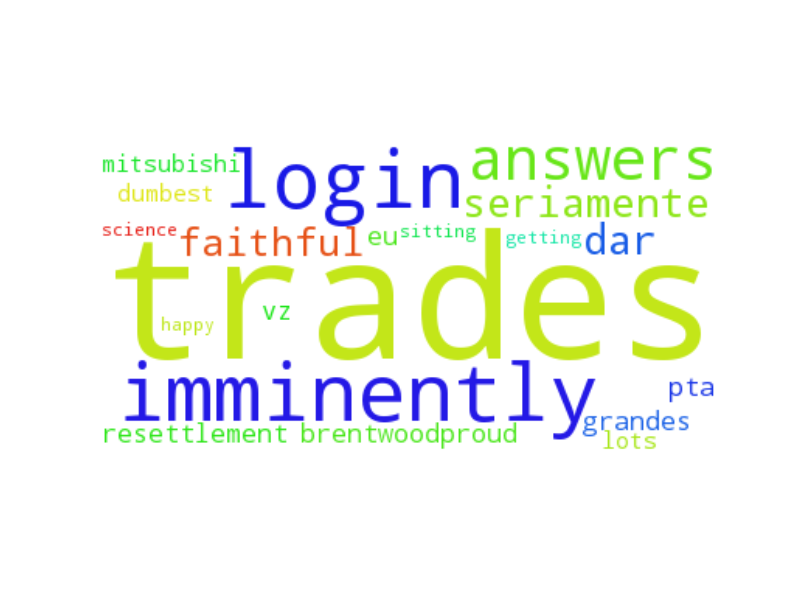 mitsubishi login answers
dumbest seriamente
science faithful eu sitting getting dar
trades
happy vz
imminently pta
resettlement brentwoodproud grandes
lots